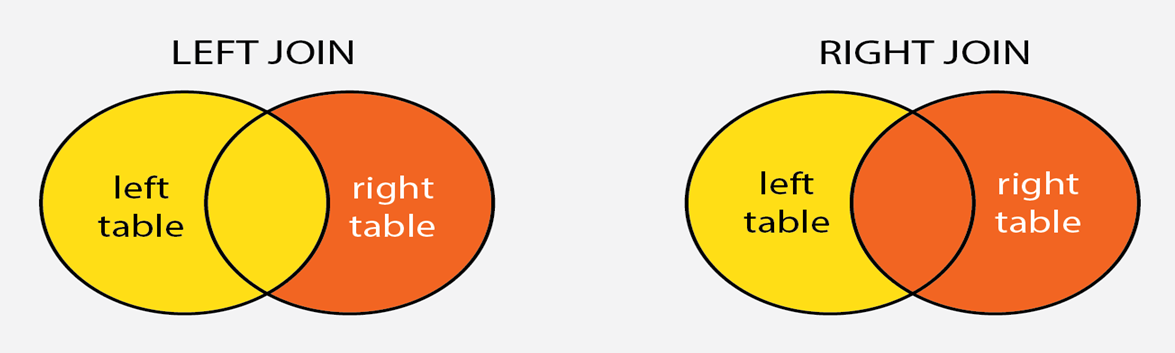 LEFT JOIN
left
table
right
table
RIGHT JOIN
left
table
right
table